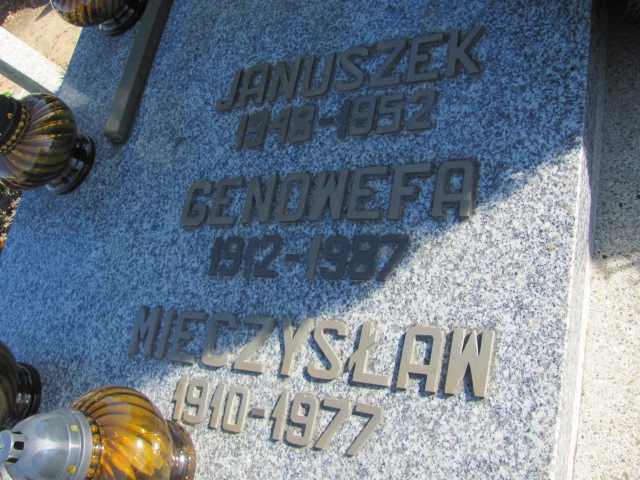 JANUSZEK
1948-1952
GENOWEFA
1912-1987
MIECZYSŁAW
1910-1977